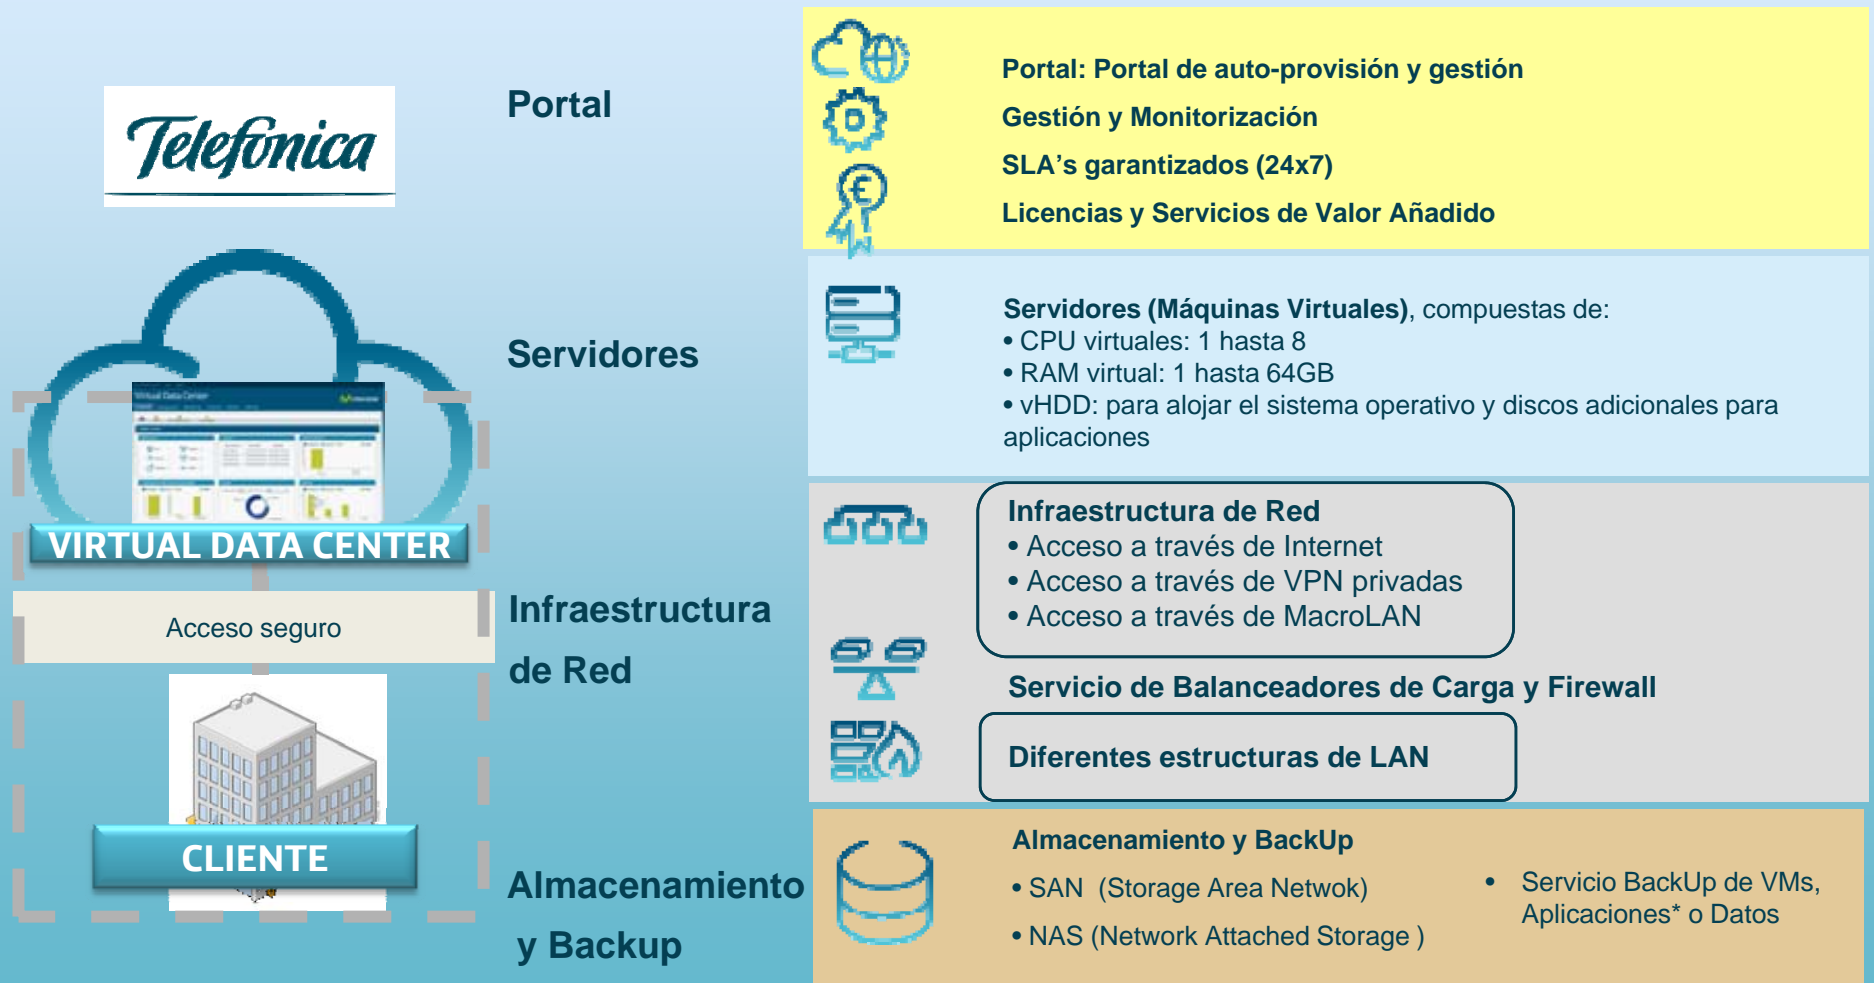 Telefónica
Portal
Portal: Portal de auto-provisión y gestión
Gestión y Monitorización
SLA's garantizados (24x7)
Licencias y Servicios de Valor Añadido
Servidores
Servidores (Máquinas Virtuales), compuestas de:
• CPU virtuales: 1 hasta 8
• RAM virtual: 1 hasta 64GB
• vHDD: para alojar el sistema operativo y discos adicionales para
aplicaciones
Virtual Data Center
VIRTUAL DATA CENTER
Acceso seguro
CLIENTE
Infraestructura
de Red
Infraestructura de Red
• Acceso a través de Internet
• Acceso a través de VPN privadas
• Acceso a través de MacroLAN
Servicio de Balanceadores de Carga y Firewall
Diferentes estructuras de LAN
Almacenamiento
y Backup
Almacenamiento y BackUp
• SAN (Storage Area Netwok)
• NAS (Network Attached Storage )
• Servicio BackUp de VMs,
Aplicaciones* o Datos